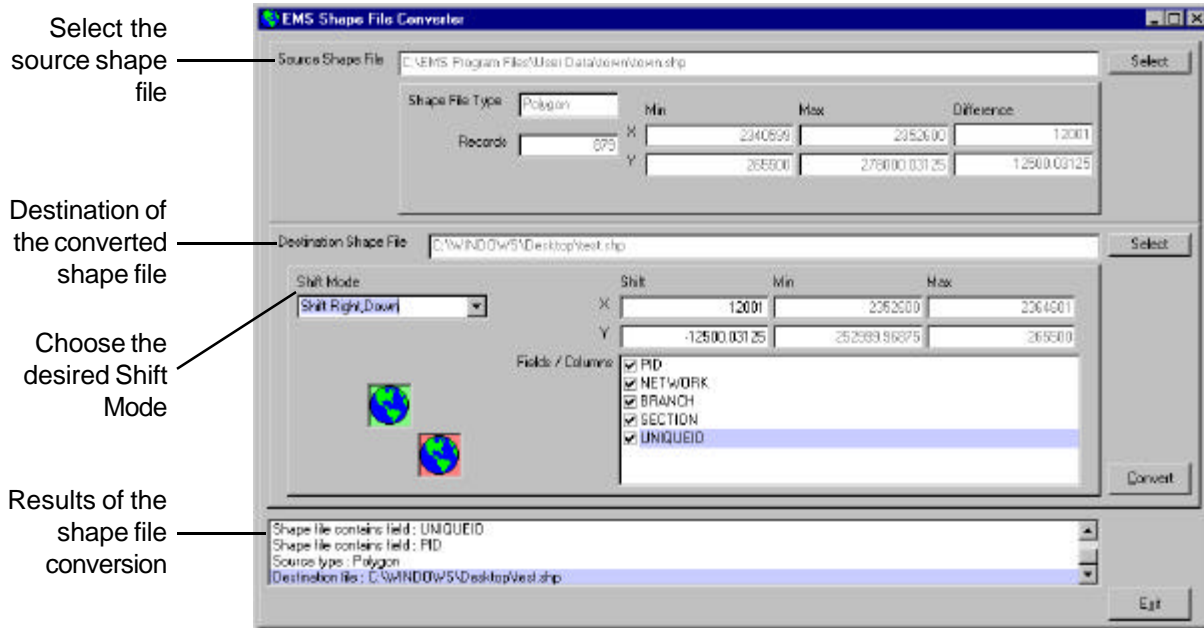 Select the
source shape
file
Destination of
the converted
shape file
Choose the
desired Shift
Mode
Results of the
shape file
conversion
EMS Shape File Converter
Source Shape File C:\EMS Program Files\User Data\town\town.shp Select
Shape File Type Polygon
Records 879
Min Max Difference
X 2340599 2352600 12001
Y 265500 278000.03125 12500.03125
Destination Shape File C:\WINDOWS\Desktop\test.shp Select
Shift Mode
Shift Right,Down
Shift Min Max
X 12001 2352600 2364601
Y -12500.03125 252999.96875 265500
Fields / Columns
PID
NETWORK
BRANCH
SECTION
UNIQUEID
Convert
Shape file contains field : UNIQUEID
Shape file contains field : PID
Source type : Polygon
Destination file : C:\WINDOWS\Desktop\test.shp
Exit